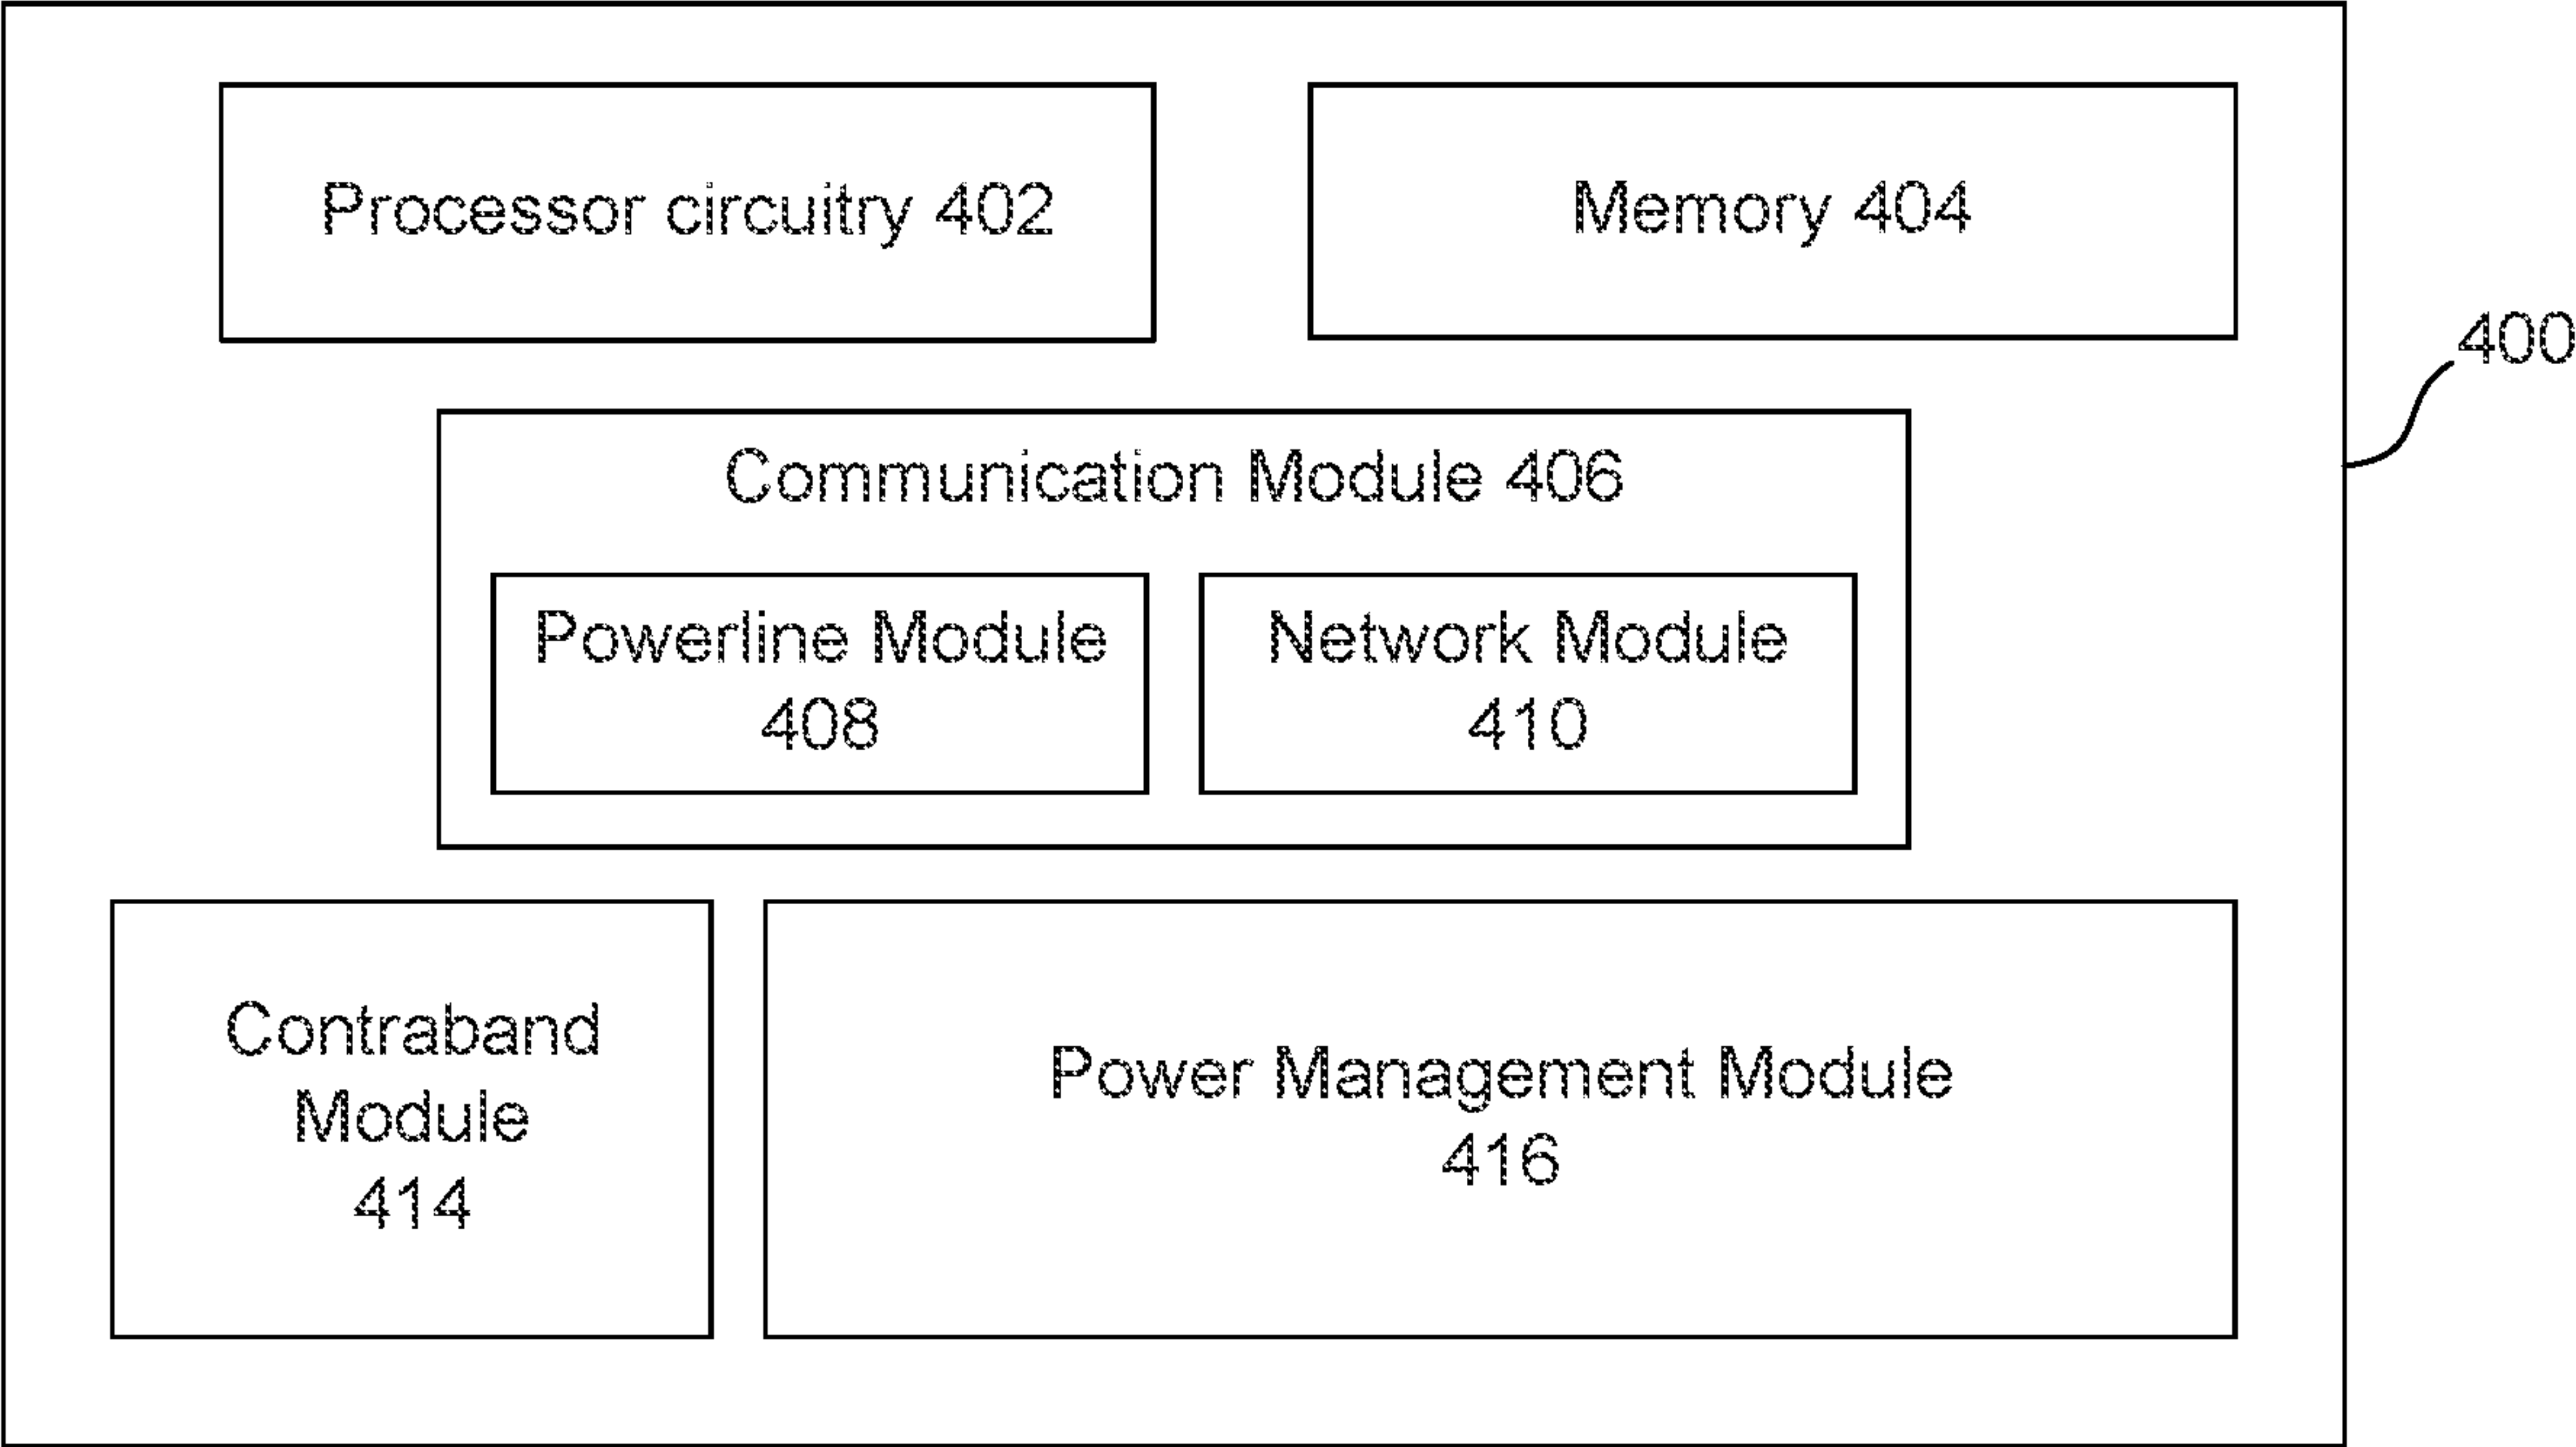 Processor circuitry 402
Memory 404
400
Communication Module 406
Powerline Module
408
Network Module
410
Contraband
Module
414
Power Management Module
416